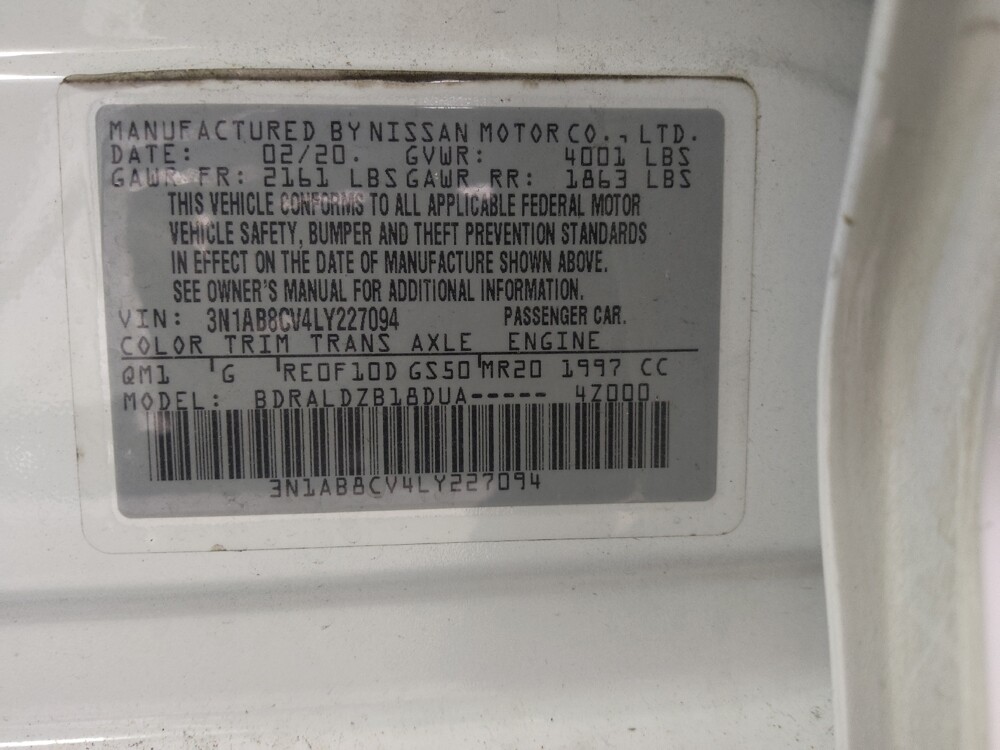 MANUFACTURED BY NISSAN MOTOR CO., LTD.
DATE: 02/20. GVWR: 4001 LBS
GAWR FR: 2161 LBS GAWR RR: 1863 LBS
THIS VEHICLE CONFORMS TO ALL APPLICABLE FEDERAL MOTOR
VEHICLE SAFETY, BUMPER AND THEFT PREVENTION STANDARDS
IN EFFECT ON THE DATE OF MANUFACTURE SHOWN ABOVE.
SEE OWNER'S MANUAL FOR ADDITIONAL INFORMATION.
VIN: 3N1AB8CV4LY227094 PASSENGER CAR.
COLOR TRIM TRANS AXLE ENGINE
QM1 G RE0F10D GS50 MR20 1997 CC
MODEL: BDRALDZB18DUA----- 4Z000.
3N1AB8CV4LY227094